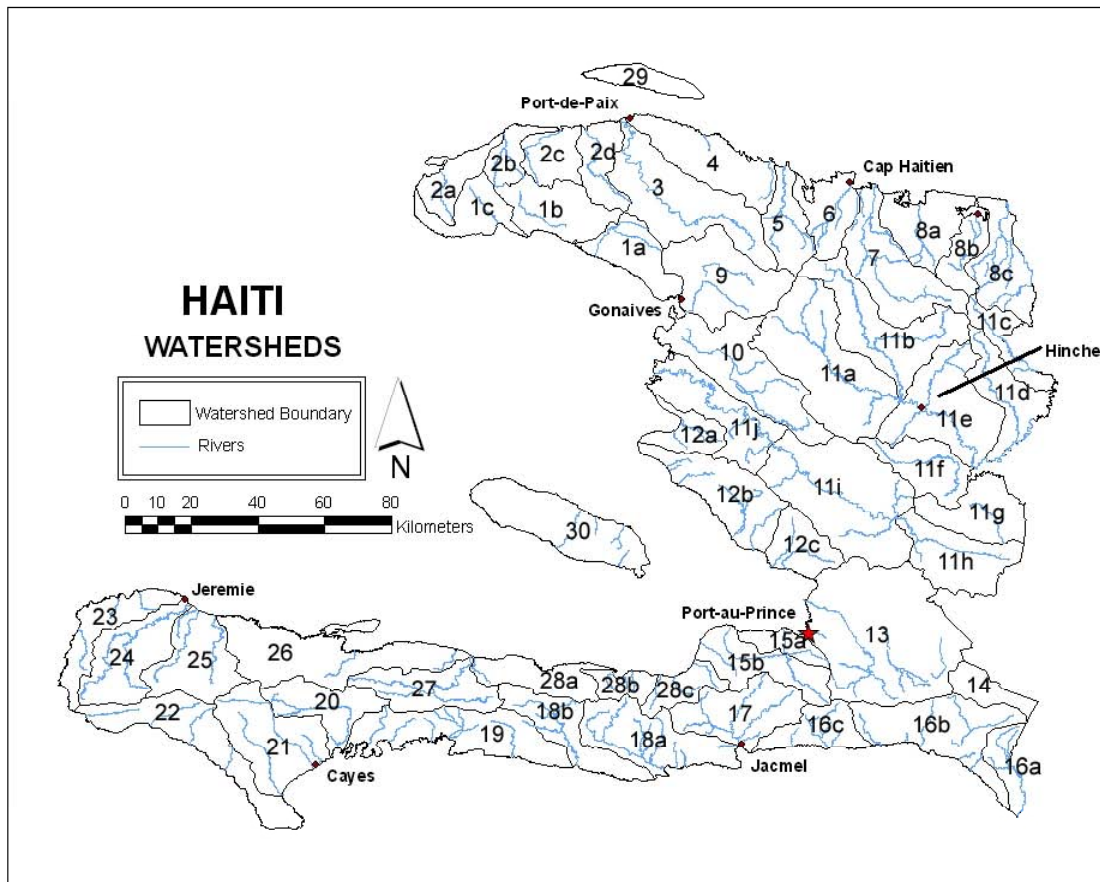 29
Port-de-Paix
2c
2d
2b
4
Cap Haitien
2a
3
1c
1b
6
5
8a
8b
7
8c
1a
9
HAITI
WATERSHEDS
Gonaives
11c
11b
Hinche
10
11a
11d
Watershed Boundary
Rivers
N
11e
12a
11j
11f
11i
12b
11g
0 10 20 40 60 80
Kilometers
30
12c
11h
Jeremie
23
Port-au-Prince
13
15a
24
25
26
15b
28a
28b
28c
27
14
20
22
18b
17
16c
16b
21
19
18a
Cayes
Jacmel
16a